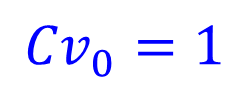 Cv₀ = 1